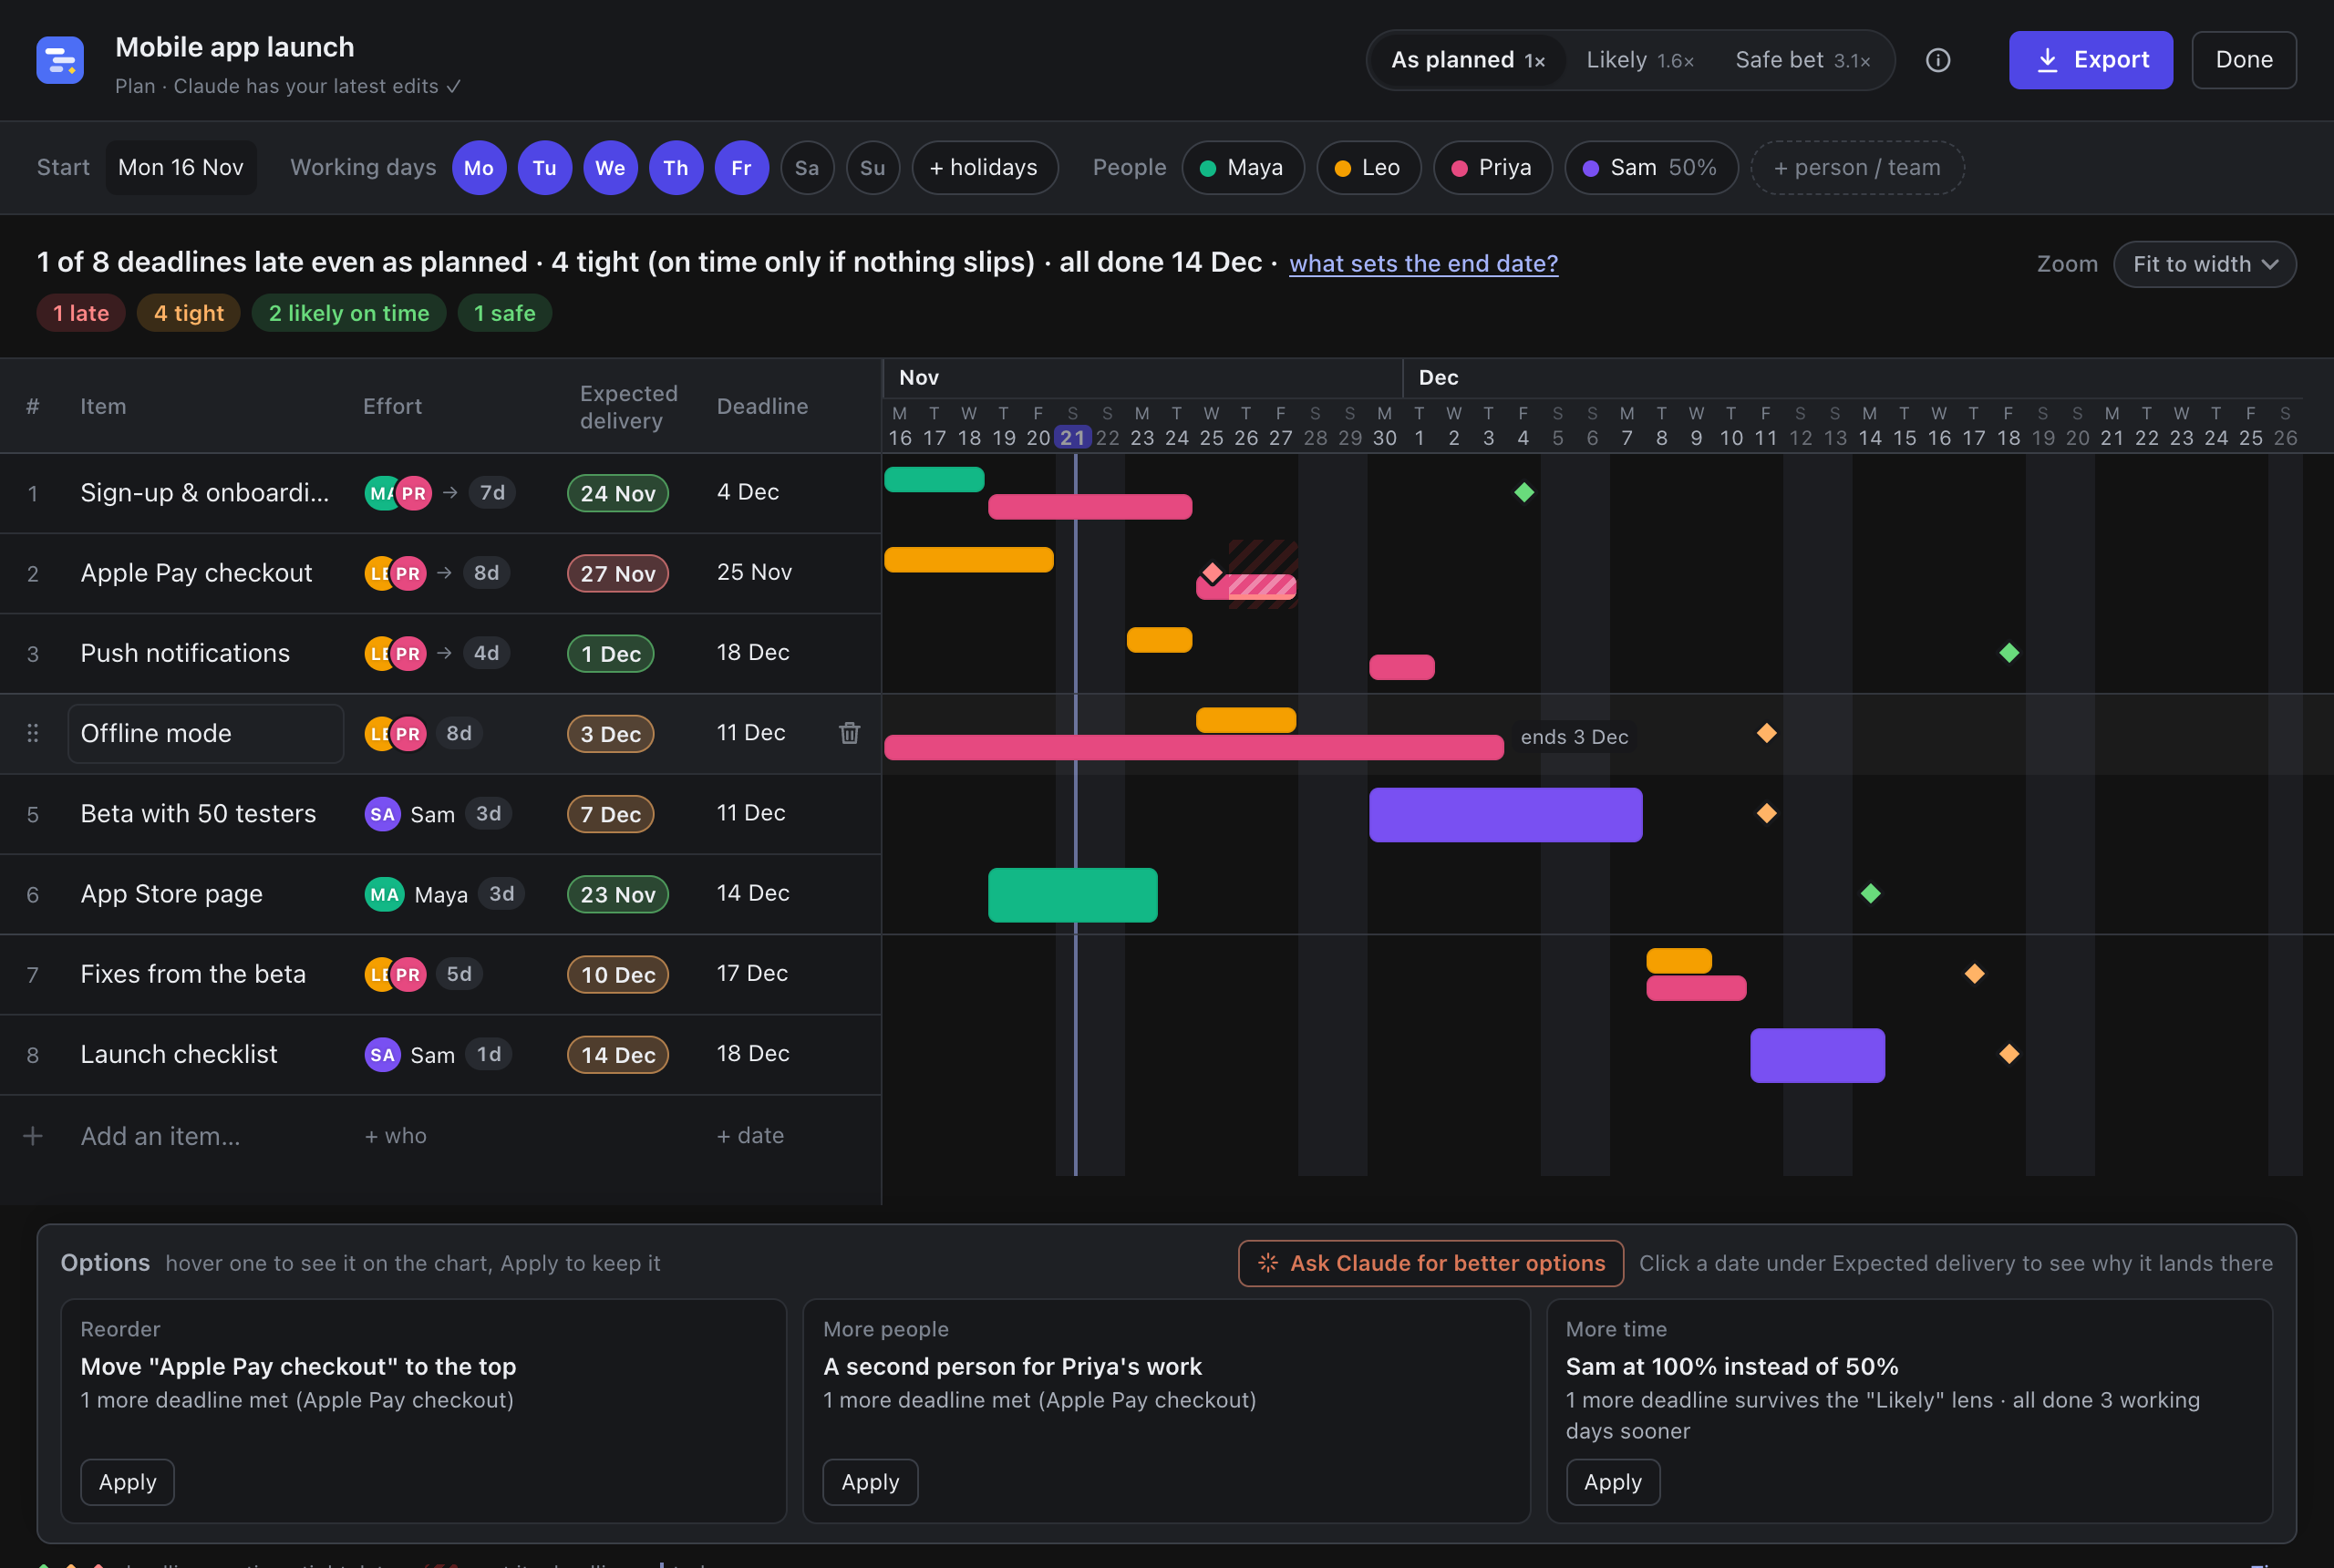 Mobile app launch
Plan · Claude has your latest edits ✓
As planned 1× Likely 1.6× Safe bet 3.1×
Export
Done
Start Mon 16 Nov Working days Mo Tu We Th Fr Sa Su + holidays People Maya Leo Priya Sam 50% + person / team
1 of 8 deadlines late even as planned · 4 tight (on time only if nothing slips) · all done 14 Dec · what sets the end date?
Zoom Fit to width
1 late 4 tight 2 likely on time 1 safe
# Item Effort Expected delivery Deadline
Nov Dec
M T W T F S S M T W T F S S M T W T F S S M T W T F S S M T W T F S S M T W T F S
16 17 18 19 20 21 22 23 24 25 26 27 28 29 30 1 2 3 4 5 6 7 8 9 10 11 12 13 14 15 16 17 18 19 20 21 22 23 24 25 26
1 Sign-up & onboardi... MA PR → 7d 24 Nov 4 Dec
2 Apple Pay checkout LE PR → 8d 27 Nov 25 Nov
3 Push notifications LE PR → 4d 1 Dec 18 Dec
Offline mode LE PR 8d 3 Dec 11 Dec ends 3 Dec
5 Beta with 50 testers SA Sam 3d 7 Dec 11 Dec
6 App Store page MA Maya 3d 23 Nov 14 Dec
7 Fixes from the beta LE PR 5d 10 Dec 17 Dec
8 Launch checklist SA Sam 1d 14 Dec 18 Dec
+ Add an item... + who + date
Options hover one to see it on the chart, Apply to keep it
Ask Claude for better options
Click a date under Expected delivery to see why it lands there
Reorder
Move "Apple Pay checkout" to the top
1 more deadline met (Apple Pay checkout)
Apply
More people
A second person for Priya's work
1 more deadline met (Apple Pay checkout)
Apply
More time
Sam at 100% instead of 50%
1 more deadline survives the "Likely" lens · all done 3 working
days sooner
Apply